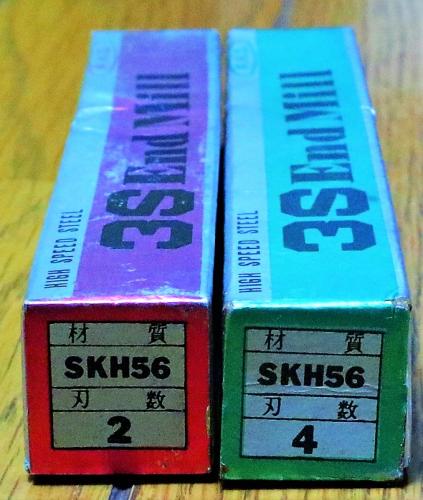 3S End Mill
HIGH SPEED STEEL
材 質
SKH56
刃 数
2
3S End Mill
HIGH SPEED STEEL
材 質
SKH56
刃 数
4